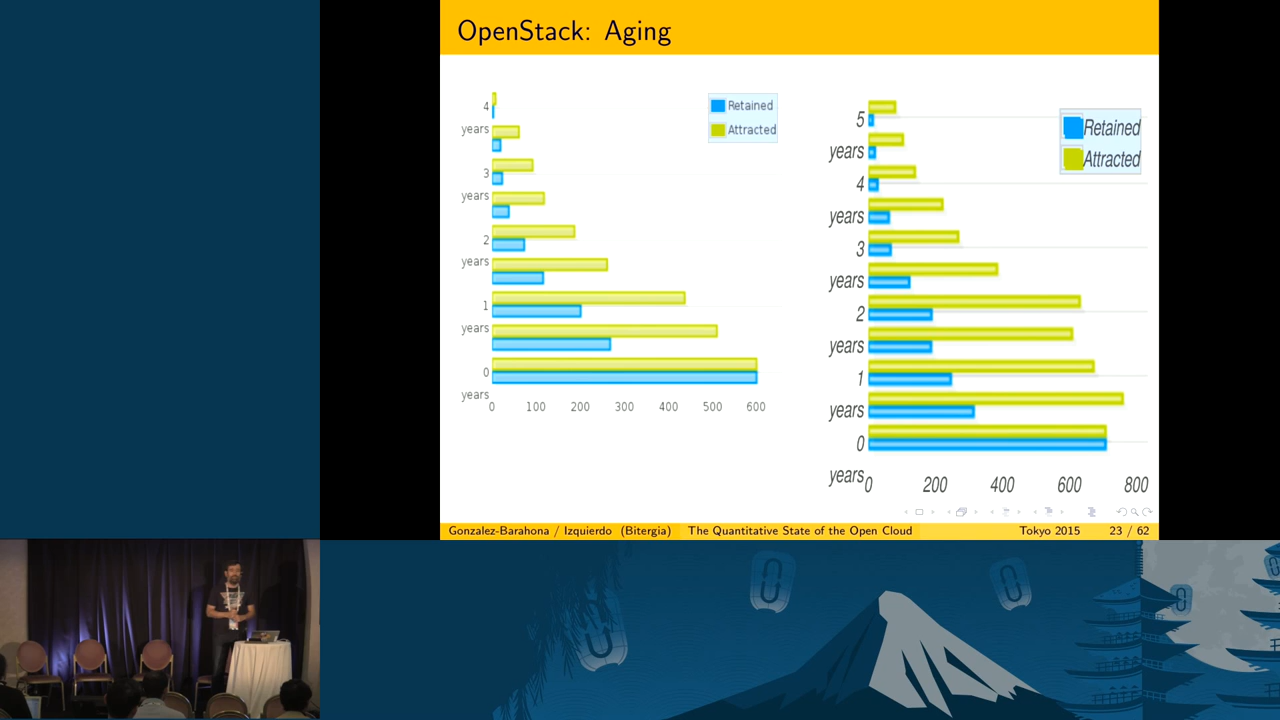 OpenStack: Aging
4
years
3
years
2
years
1
years
0
years
0 100 200 300 400 500 600
Retained
Attracted
5
years
4
years
3
years
2
years
1
years
0
years
0 200 400 600 800
Retained
Attracted
Gonzalez-Barahona / Izquierdo (Bitergia) The Quantitative State of the Open Cloud Tokyo 2015 23 / 62